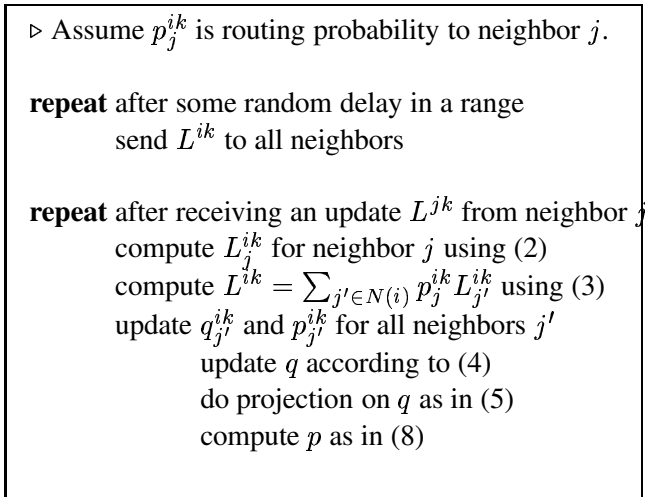 ▷ Assume $p_j^{ik}$ is routing probability to neighbor $j$.
repeat after some random delay in a range
send $L^{ik}$ to all neighbors
repeat after receiving an update $L^{jk}$ from neighbor $j$
compute $L_j^{ik}$ for neighbor $j$ using (2)
compute $L^{ik} = \sum_{j' \in N(i)} p_j^{ik} L_{j'}^{ik}$ using (3)
update $q_{j'}^{ik}$ and $p_{j'}^{ik}$ for all neighbors $j'$
update $q$ according to (4)
do projection on $q$ as in (5)
compute $p$ as in (8)